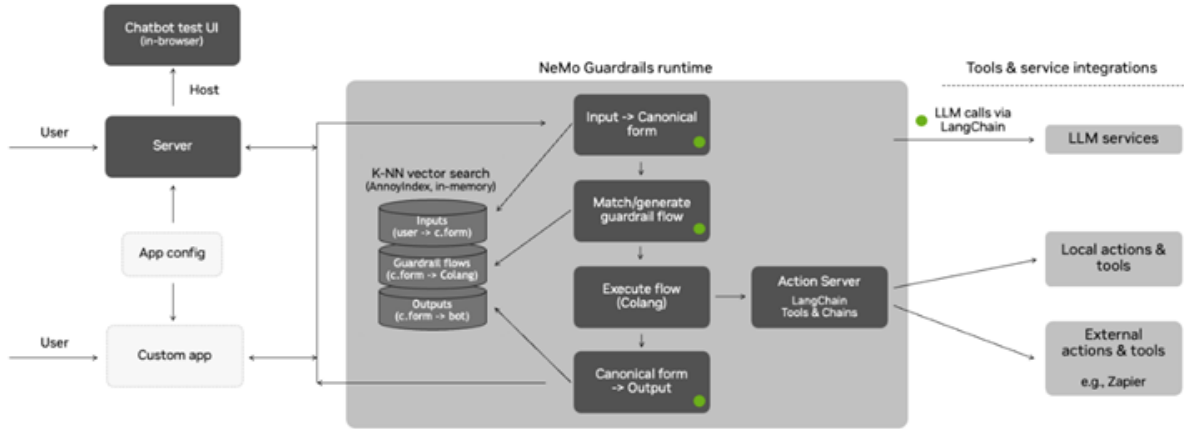 Chatbot test UI
(in-browser)
Host
User
Server
App config
User
Custom app
NeMo Guardrails runtime
Input -> Canonical
form
K-NN vector search
(AnnoyIndex, in-memory)
Inputs
(user -> c.form)
Guardrail flows
(c.form -> Colang)
Outputs
(c.form -> bot)
Match/generate
guardrail flow
Execute flow
(Colang)
Canonical form
-> Output
Action Server
LangChain
Tools & Chains
Tools & service integrations
LLM calls via
LangChain
LLM services
Local actions &
tools
External
actions & tools
e.g., Zapier